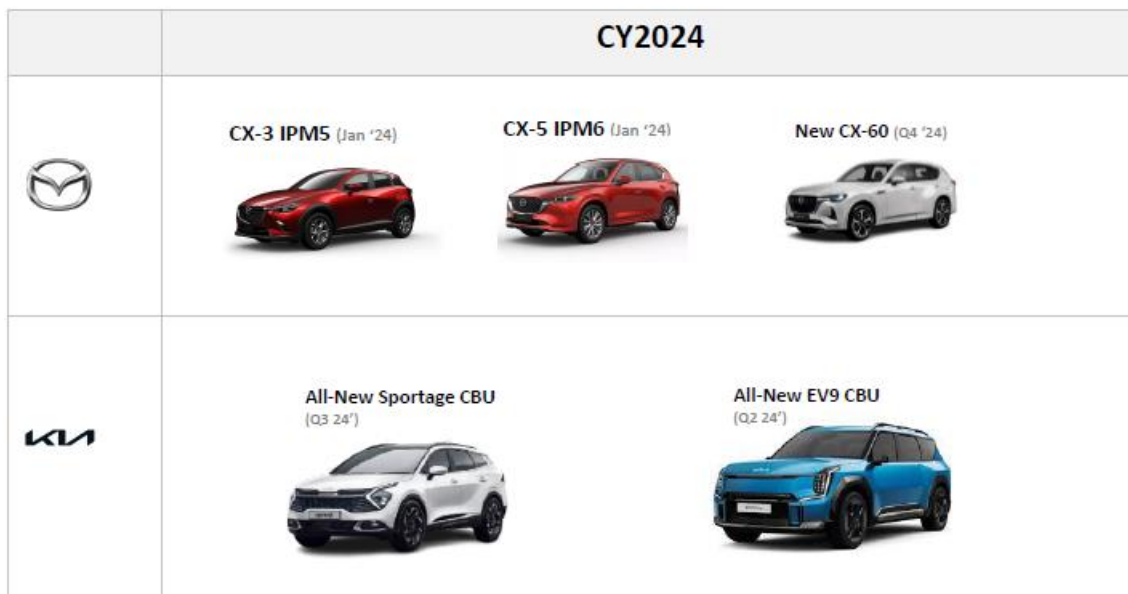 CY2024
CX-3 IPM5 (Jan ‘24)
CX-5 IPM6 (Jan ‘24)
New CX-60 (Q4 ‘24)
KIA
All-New Sportage CBU
(Q3 24’)
All-New EV9 CBU
(Q2 24’)